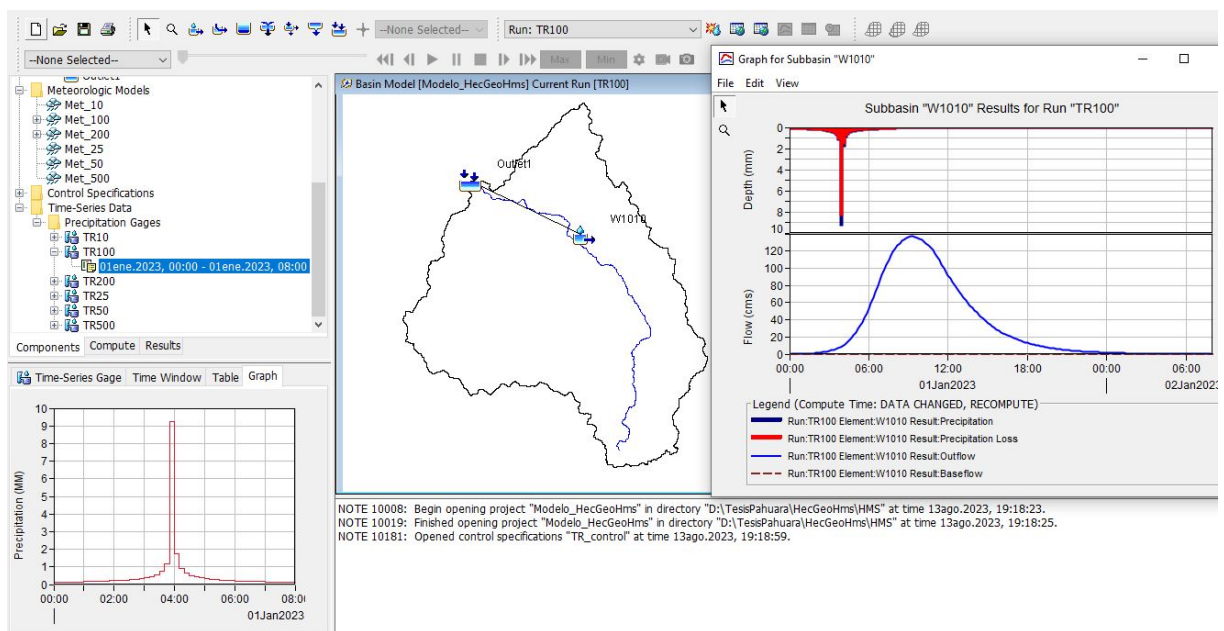 --None Selected--
Run: TR100
--None Selected--
Max
Min
Outlet1
Meteorologic Models
Met_10
Met_100
Met_200
Met_25
Met_50
Met_500
Control Specifications
Time-Series Data
Precipitation Gages
TR10
TR100
01ene.2023, 00:00 - 01ene.2023, 08:00
TR200
TR25
TR50
TR500
Components Compute Results
Time-Series Gage Time Window Table Graph
10
9
8
7
6
5
4
3
2
1
0
Precipitation (MM)
00:00 02:00 04:00 06:00 08:0
01Jan2023
Basin Model [Modelo_HecGeoHms] Current Run [TR100]
Outlet1
W1010
Graph for Subbasin "W1010"
File Edit View
Subbasin "W1010" Results for Run "TR100"
0
2
4
6
8
10
Depth (mm)
120
100
80
60
40
20
0
Flow (cms)
00:00 06:00 12:00 18:00 00:00 06:00
01Jan2023 02Jan2023
Legend (Compute Time: DATA CHANGED, RECOMPUTE)
Run:TR100 Element:W1010 Result:Precipitation
Run:TR100 Element:W1010 Result:Precipitation Loss
Run:TR100 Element:W1010 Result:Outflow
Run:TR100 Element:W1010 Result:Baseflow
NOTE 10008: Begin opening project "Modelo_HecGeoHms" in directory "D:\TesisPahuara\HecGeoHms\HMS" at time 13ago.2023, 19:18:23.
NOTE 10019: Finished opening project "Modelo_HecGeoHms" in directory "D:\TesisPahuara\HecGeoHms\HMS" at time 13ago.2023, 19:18:25.
NOTE 10181: Opened control specifications "TR_control" at time 13ago.2023, 19:18:59.